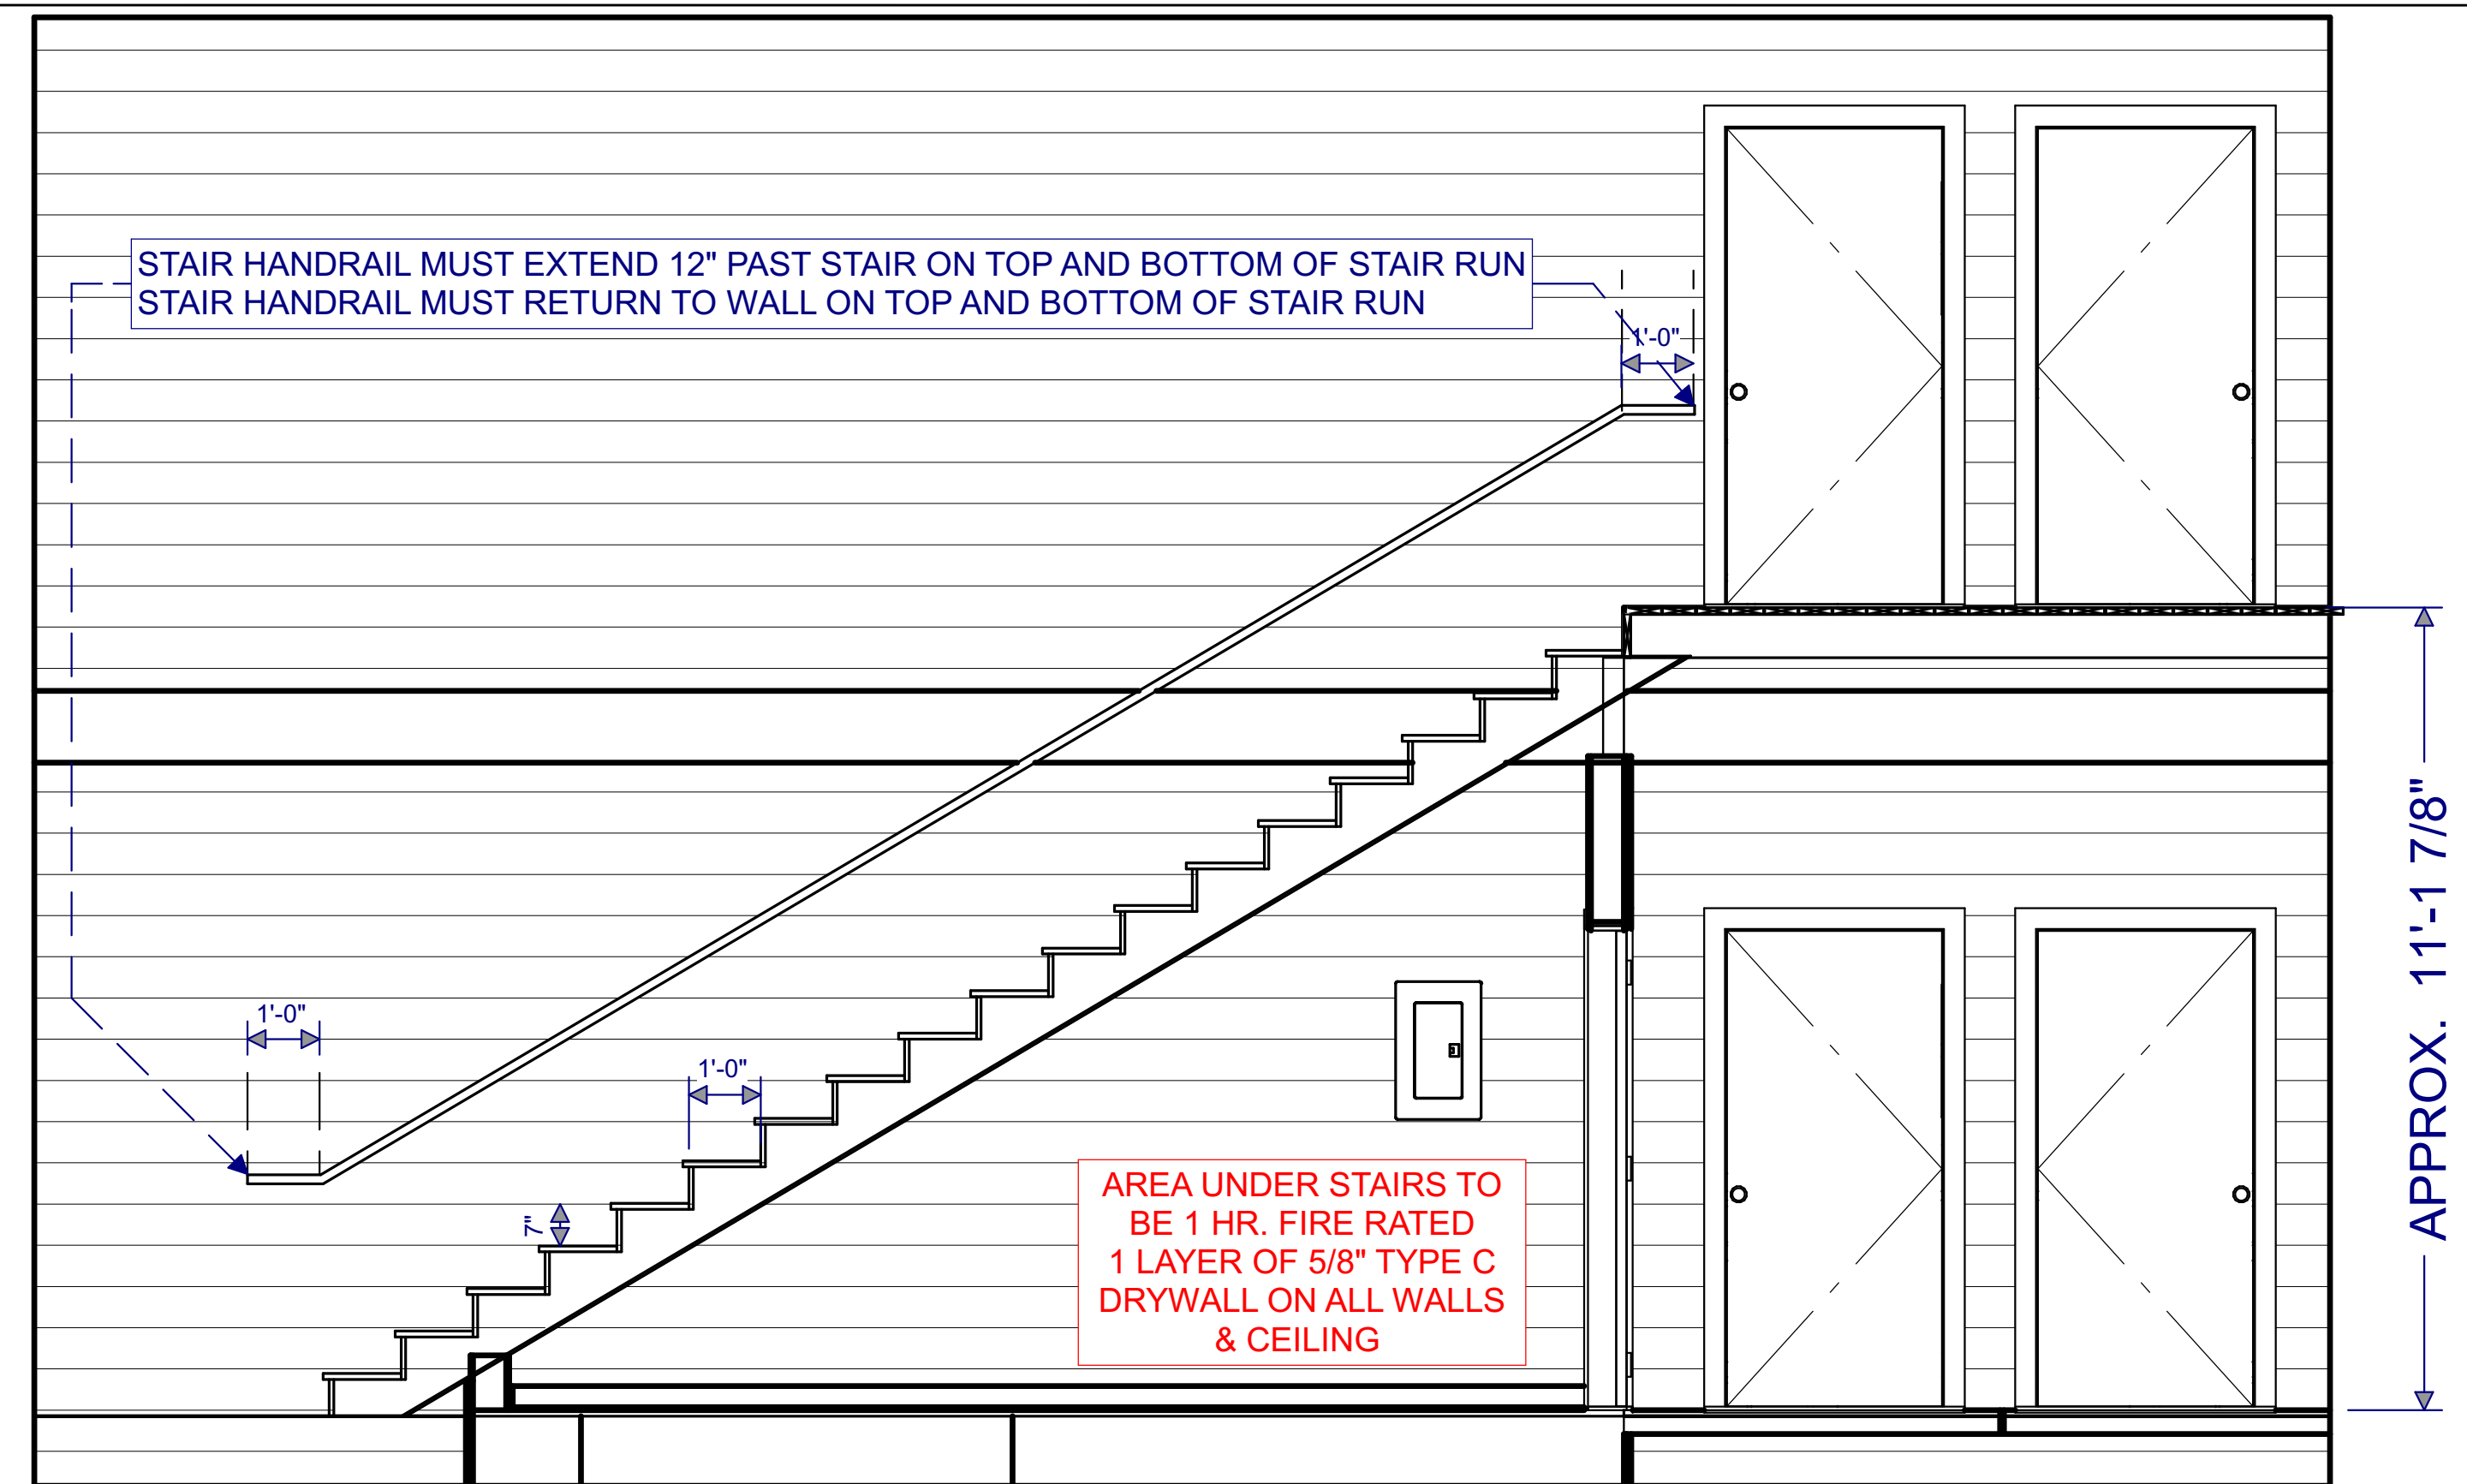 STAIR HANDRAIL MUST EXTEND 12" PAST STAIR ON TOP AND BOTTOM OF STAIR RUN
STAIR HANDRAIL MUST RETURN TO WALL ON TOP AND BOTTOM OF STAIR RUN
1'-0"
APPROX. 11'-1 7/8"
1'-0"
1'-0"
7"
AREA UNDER STAIRS TO
BE 1 HR. FIRE RATED
1 LAYER OF 5/8" TYPE C
DRYWALL ON ALL WALLS
& CEILING